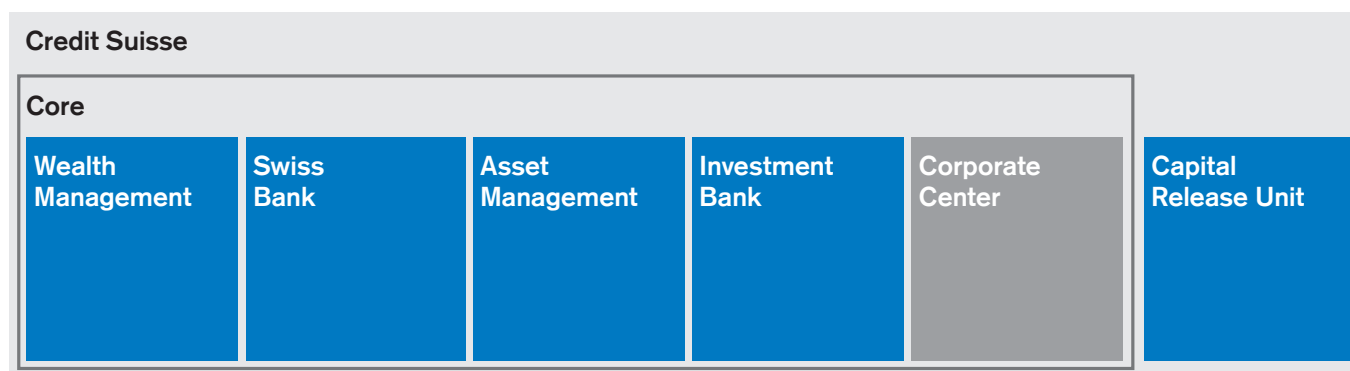 Credit Suisse
Core
Wealth
Management
Swiss
Bank
Asset
Management
Investment
Bank
Corporate
Center
Capital
Release Unit